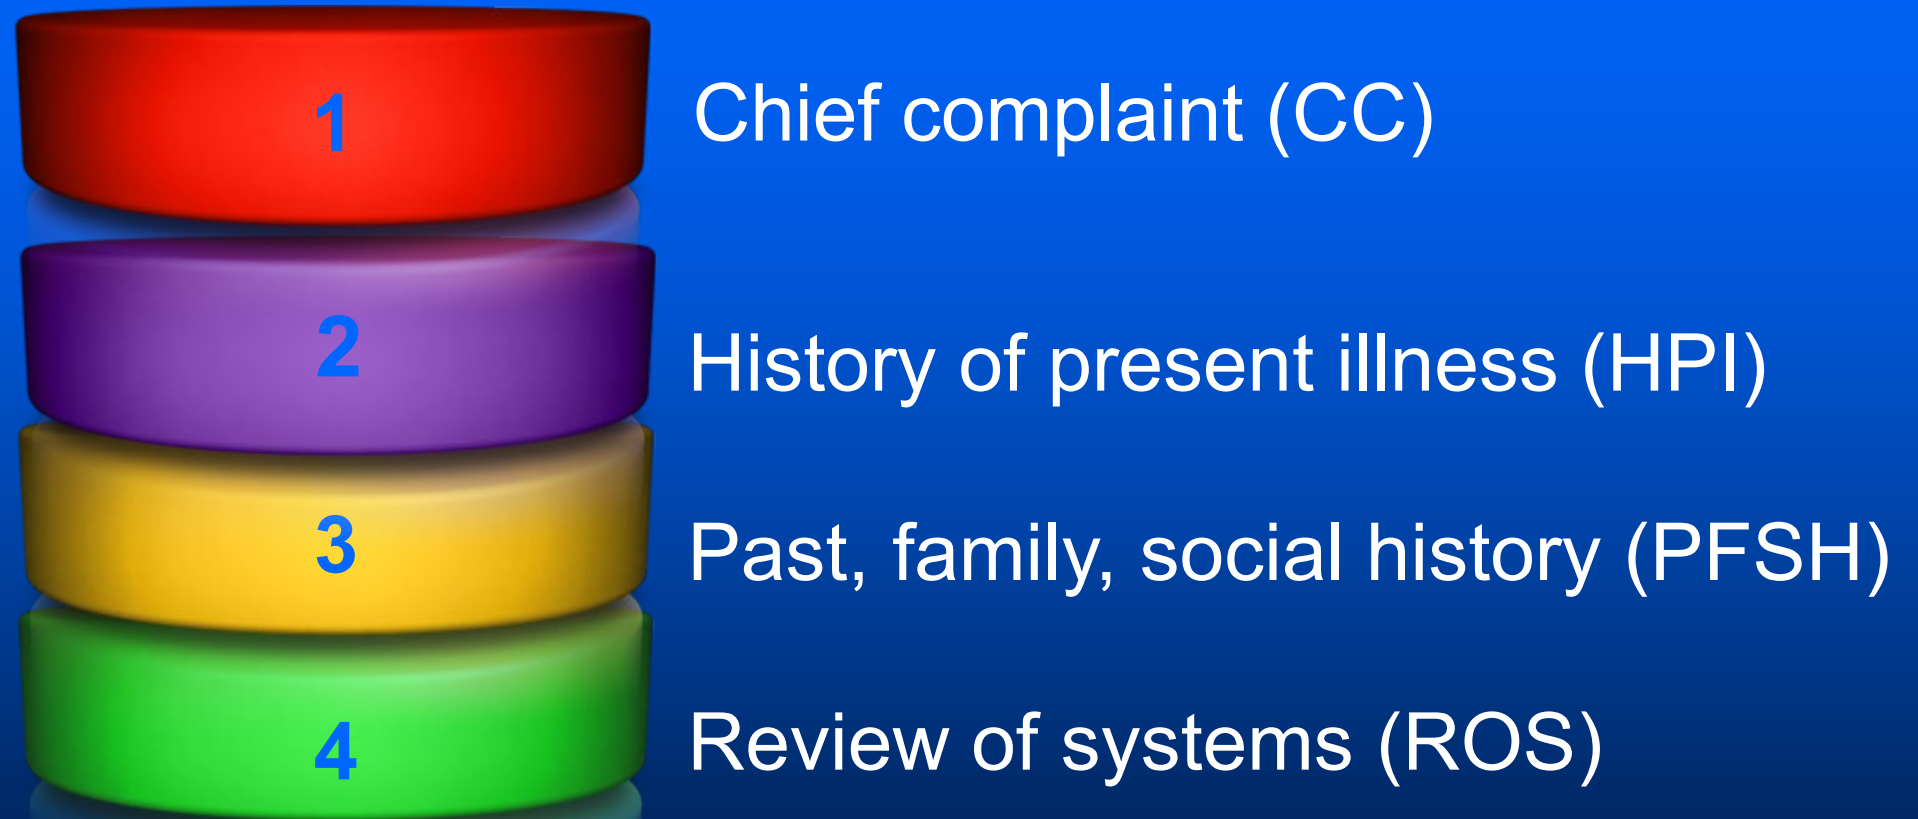 1 Chief complaint (CC)
2 History of present illness (HPI)
3 Past, family, social history (PFSH)
4 Review of systems (ROS)